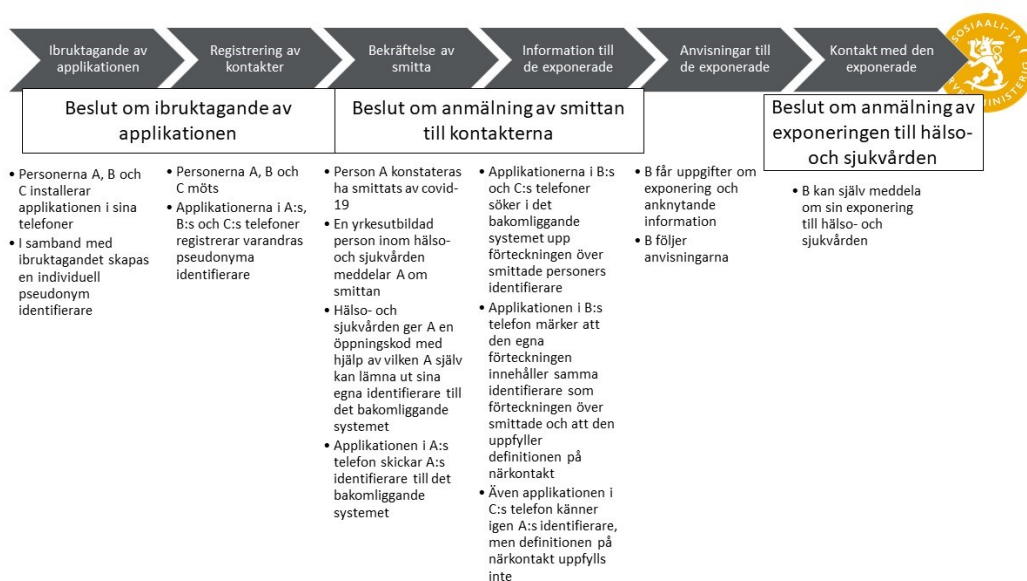 Ibruktagande av
applikationen
Registrering av
kontakter
Bekräftelse av
smitta
Information till
de exponerade
Anvisningar till
de exponerade
Kontakt med den
exponerade
SOSIAALI- JA
Beslut om ibruktagande av
applikationen
Beslut om anmälning av smittan
till kontakterna
Beslut om anmälning av
exponeringen till hälso-
och sjukvården
• Personerna A, B och
C installerar
applikationen i sina
telefoner
• I samband med
ibruktagandet skapas
en individuell
pseudonym
identifierare
• Personerna A, B och
C möts
• Applikationerna i A:s,
B:s och C:s telefoner
registrerar varandras
pseudonyma
identifierare
• Person A konstateras
ha smittats av covid-
19
• En yrkesutbildad
person inom hälso-
och sjukvården
meddelar A om
smittan
• Hälso- och
sjukvården ger A en
öppningskod med
hjälp av vilken A själv
kan lämna ut sina
egna identifierare till
det bakomliggande
systemet
• Applikationen i A:s
telefon skickar A:s
identifierare till det
bakomliggande
systemet
• Applikationerna i B:s
och C:s telefoner
söker i det
bakomliggande
systemet upp
förteckningen över
smittade personers
identifierare
• Applikationen i B:s
telefon märker att
den egna
förteckningen
innehåller samma
identifierare som
förteckningen över
smittade och att den
uppfyller
definitionen på
närkontakt
• Även applikationen i
C:s telefon känner
igen A:s identifierare,
men definitionen på
närkontakt uppfylls
inte
• B får uppgifter om
exponering och
anknytande
information
• B följer
anvisningarna
• B kan själv meddela
om sin exponering
till hälso- och
sjukvården